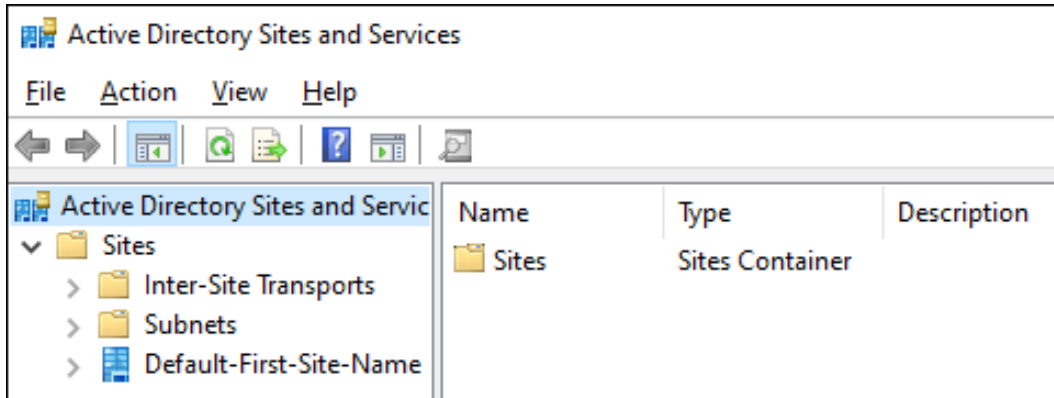 Active Directory Sites and Services
File Action View Help
Active Directory Sites and Servic
Sites
Inter-Site Transports
Subnets
Default-First-Site-Name
Name Type Description
Sites Sites Container